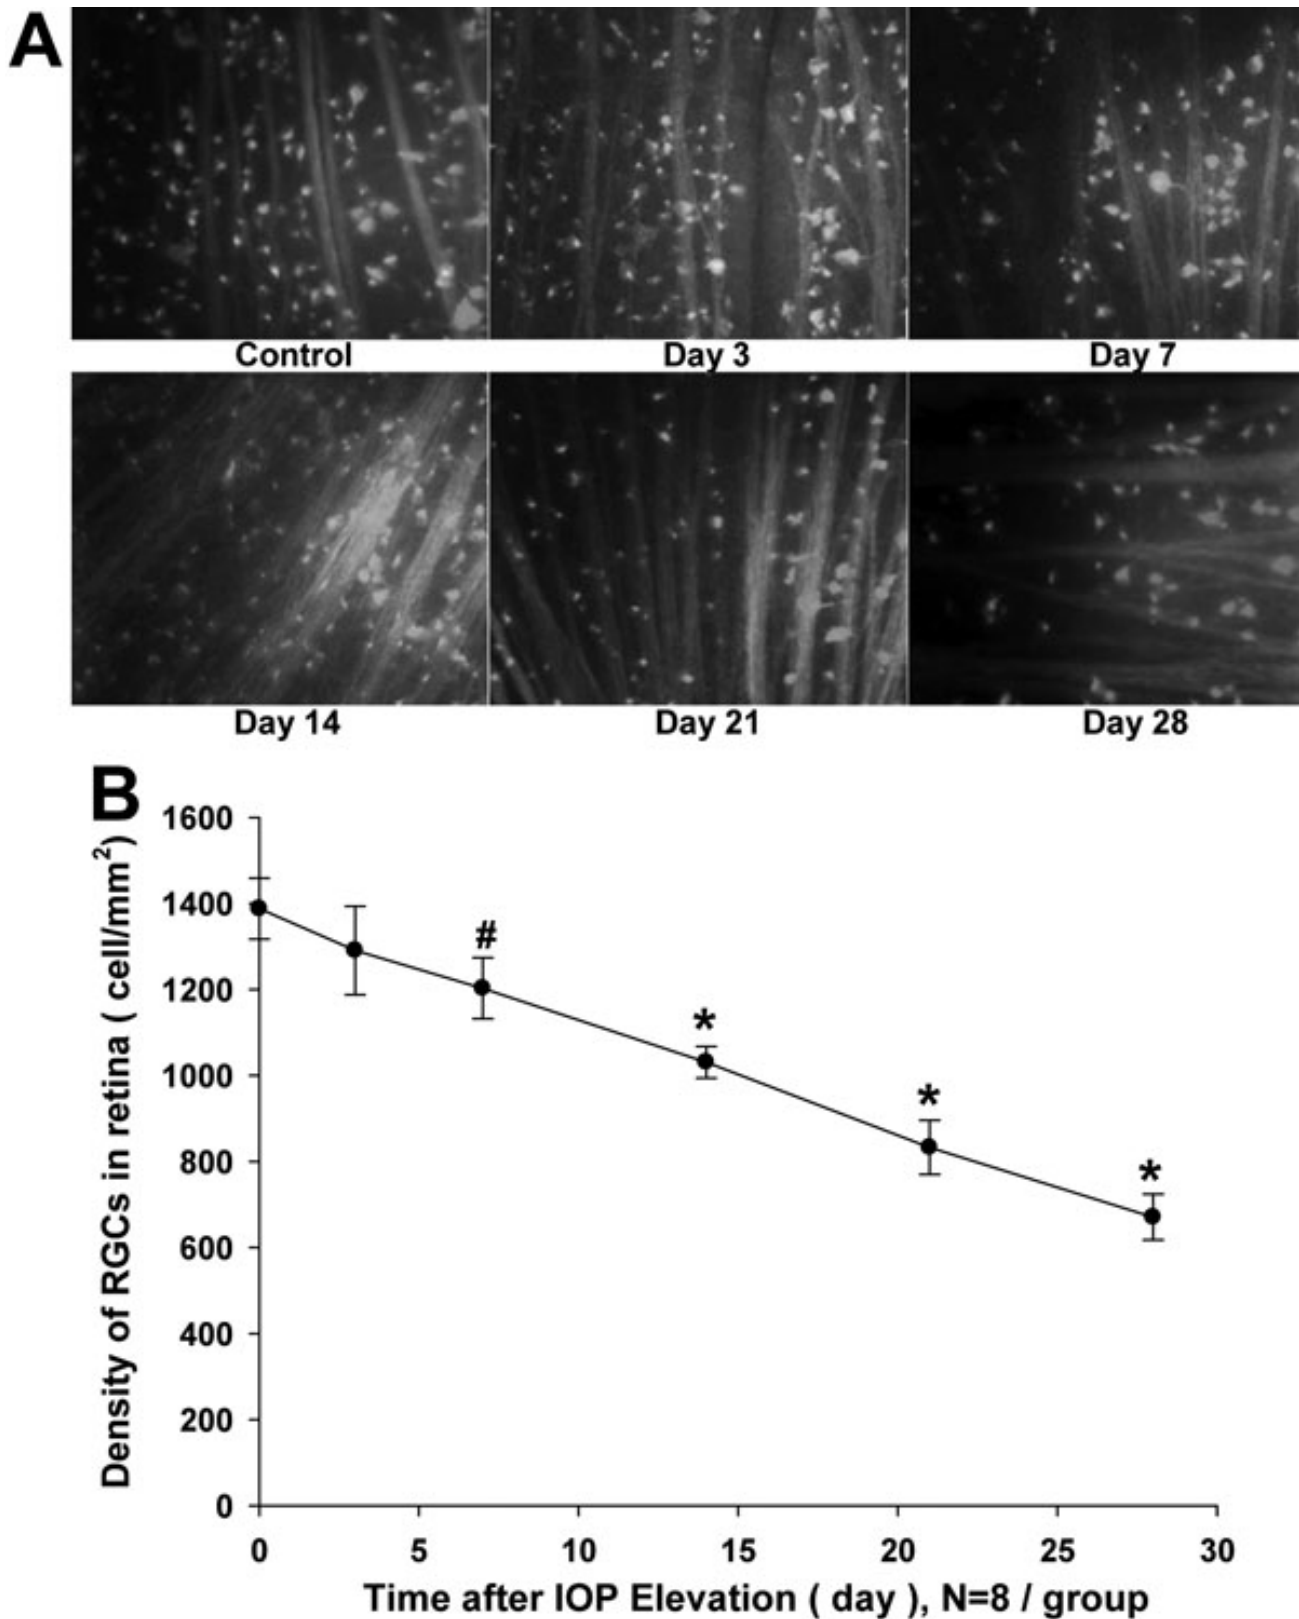 A
Control
Day 3
Day 7
Day 14
Day 21
Day 28
B
Density of RGCs in retina ( cell/mm²)
1600
1400
1200
1000
800
600
400
200
0
#
*
*
*
0 5 10 15 20 25 30
Time after IOP Elevation ( day ), N=8 / group